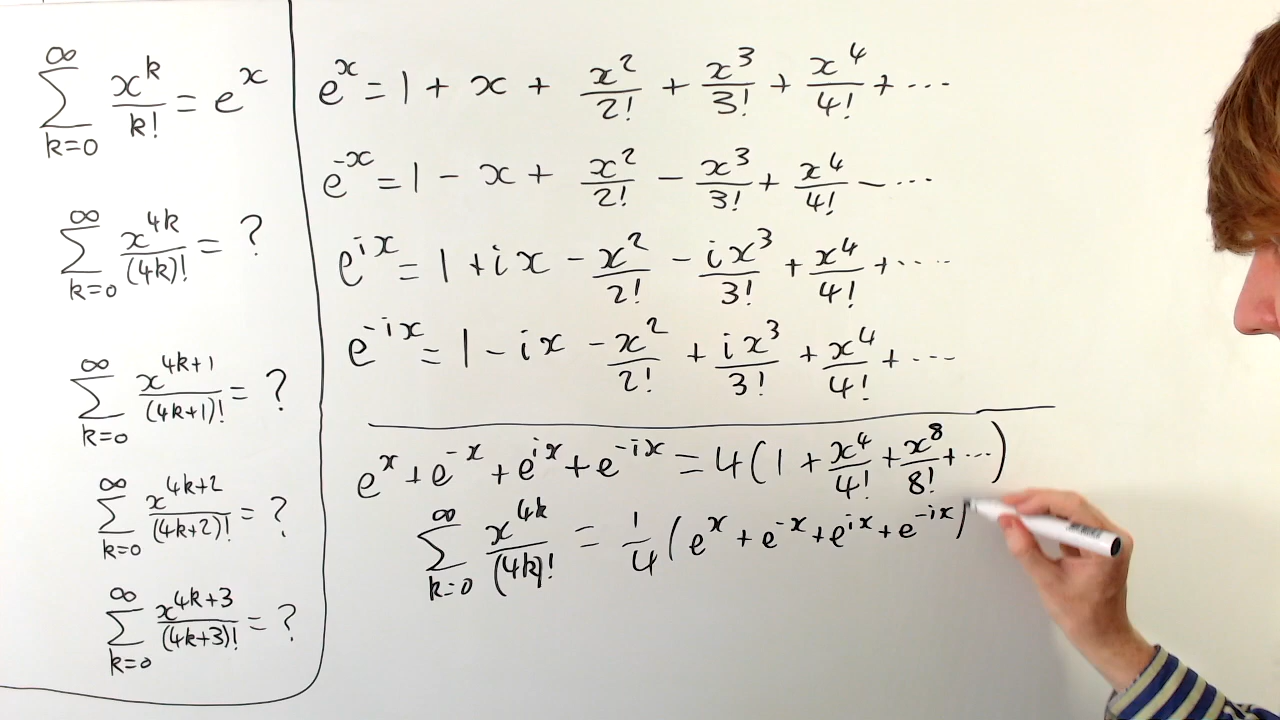 ∑_{k=0}^{∞} x^k/k! = e^x
∑_{k=0}^{∞} x^{4k}/(4k)! = ?
∑_{k=0}^{∞} x^{4k+1}/(4k+1)! = ?
∑_{k=0}^{∞} x^{4k+2}/(4k+2)! = ?
∑_{k=0}^{∞} x^{4k+3}/(4k+3)! = ?
e^x = 1 + x + x^2/2! + x^3/3! + x^4/4! + ...
e^{-x} = 1 - x + x^2/2! - x^3/3! + x^4/4! - ...
e^{ix} = 1 + ix - x^2/2! - ix^3/3! + x^4/4! + ....
e^{-ix} = 1 - ix - x^2/2! + ix^3/3! + x^4/4! + ...
e^x + e^{-x} + e^{ix} + e^{-ix} = 4(1 + x^4/4! + x^8/8! + ...)
∑_{k=0}^{∞} x^{4k}/(4k)! = 1/4 (e^x + e^{-x} + e^{ix} + e^{-ix})